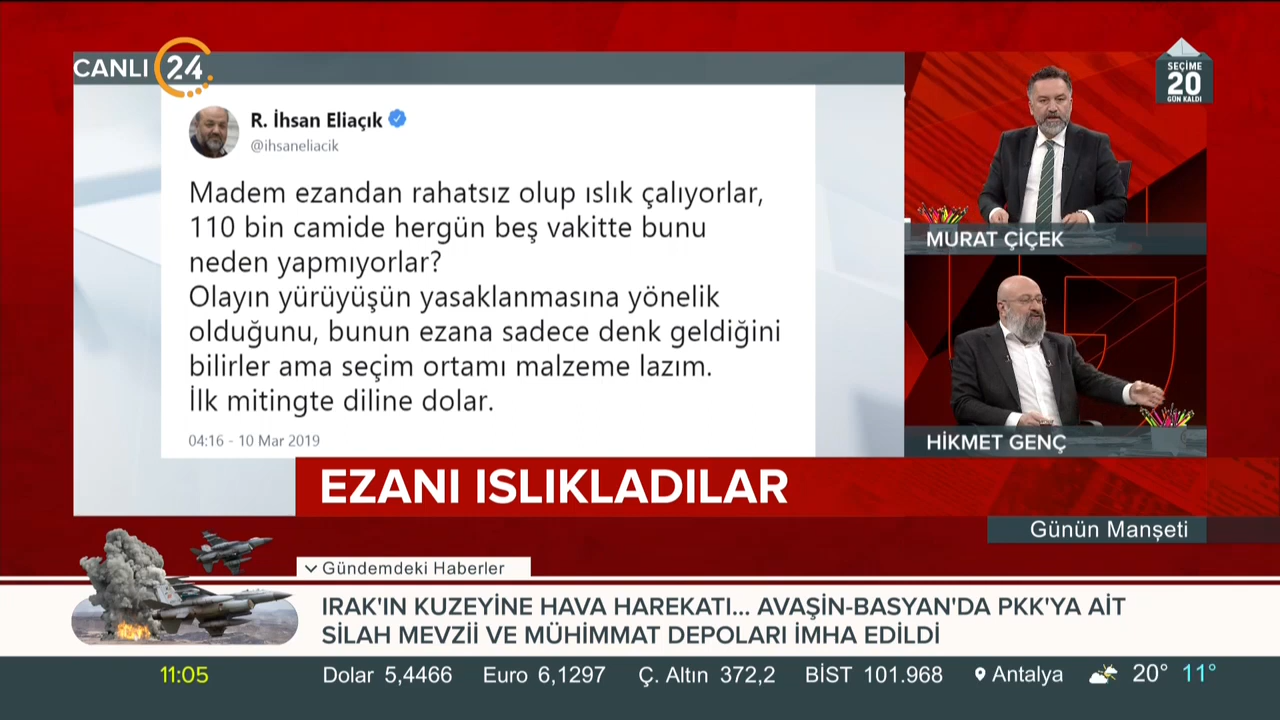 CANLI 24
SEÇİME
20
GÜN KALDI
R. İhsan Eliaçık
@ihsaneliacik
Madem ezandan rahatsız olup ıslık çalıyorlar,
110 bin camide hergün beş vakitte bunu
neden yapmıyorlar?
Olayın yürüyüşün yasaklanmasına yönelik
olduğunu, bunun ezana sadece denk geldiğini
bilirler ama seçim ortamı malzeme lazım.
İlk mitingte diline dolar.
04:16 - 10 Mar 2019
MURAT ÇİÇEK
HİKMET GENÇ
EZANI ISLIKLADILAR
Günün Manşeti
Gündemdeki Haberler
IRAK'IN KUZEYİNE HAVA HAREKATI... AVAŞİN-BASYAN'DA PKK'YA AİT
SİLAH MEVZİİ VE MÜHİMMAT DEPOLARI İMHA EDİLDİ
11:05 Dolar 5,4466 Euro 6,1297 Ç. Altın 372,2 BİST 101.968 Antalya 20° 11°